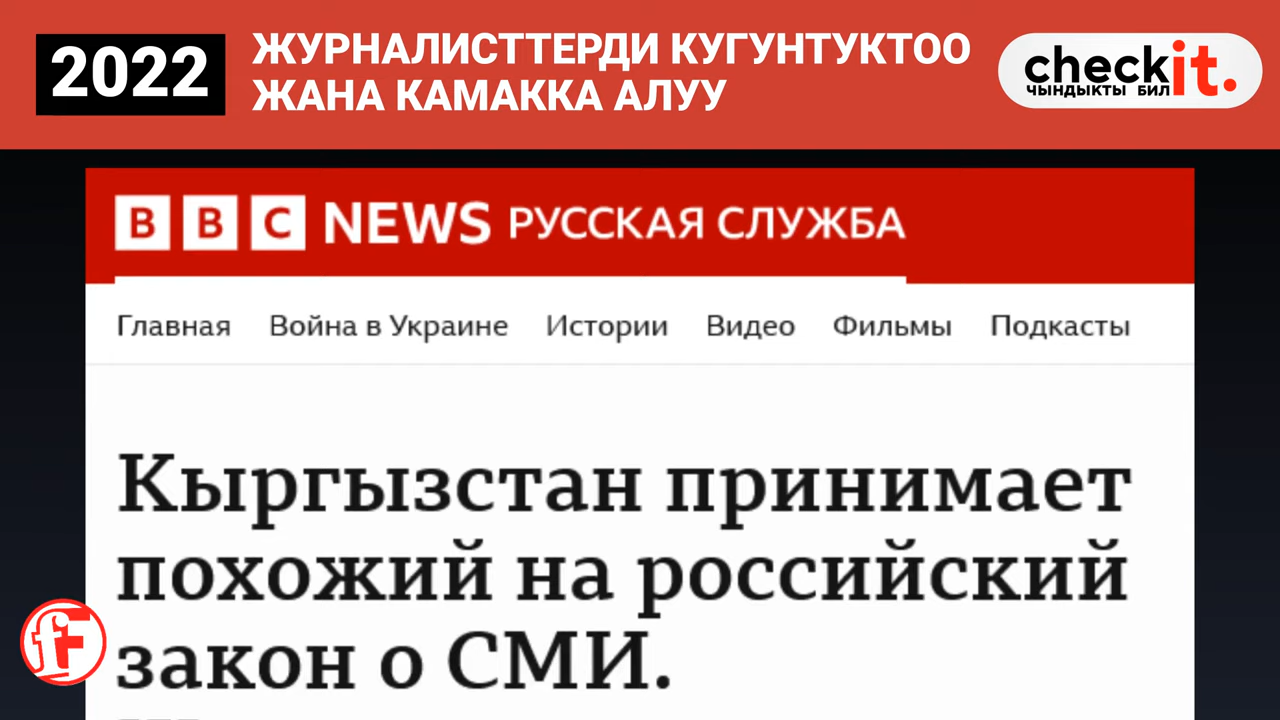 2022
ЖУРНАЛИСТТЕРДИ КУГУНТУКТОО
ЖАНА КАМАККА АЛУУ
checkit.
ЧЫНДЫКТЫ БИЛ
BBC NEWS РУССКАЯ СЛУЖБА
Главная Война в Украине Истории Видео Фильмы Подкасты
Кыргызстан принимает
похожий на российский
закон о СМИ.
fF